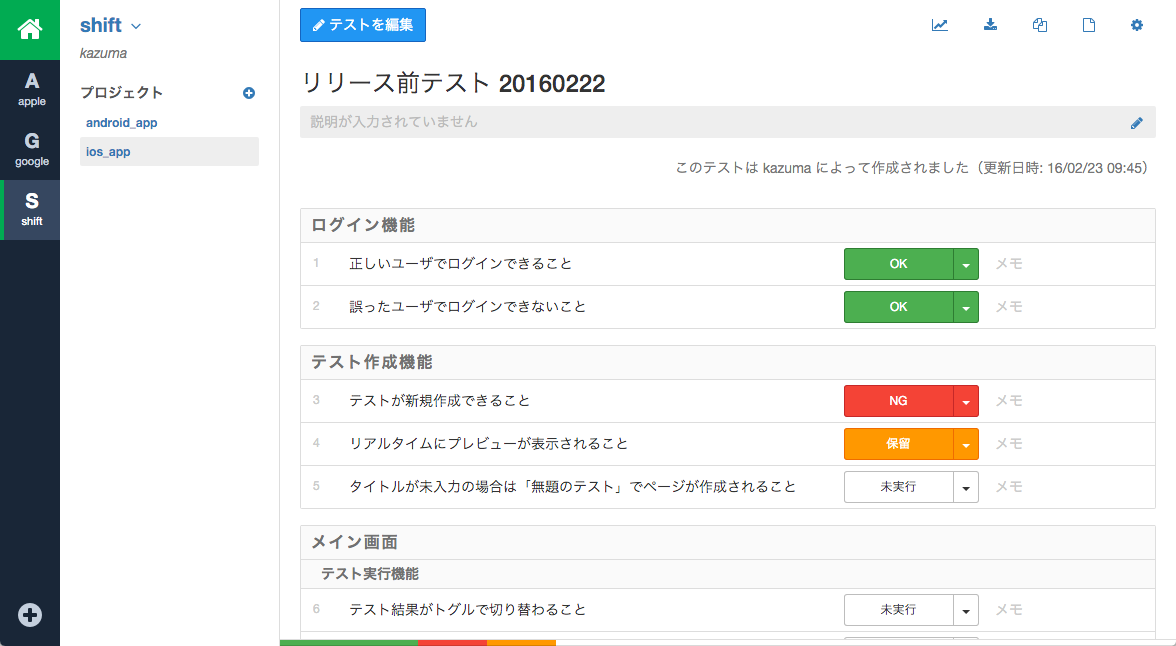 A
apple
G
google
S
shift
shift
kazuma
プロジェクト
android_app
ios_app
テストを編集
リリース前テスト 20160222
説明が入力されていません
このテストは kazuma によって作成されました（更新日時: 16/02/23 09:45）
ログイン機能
1 正しいユーザでログインできること OK メモ
2 誤ったユーザでログインできないこと OK メモ
テスト作成機能
3 テストが新規作成できること NG メモ
4 リアルタイムにプレビューが表示されること 保留 メモ
5 タイトルが未入力の場合は「無題のテスト」でページが作成されること 未実行 メモ
メイン画面
テスト実行機能
6 テスト結果がトグルで切り替わること 未実行 メモ